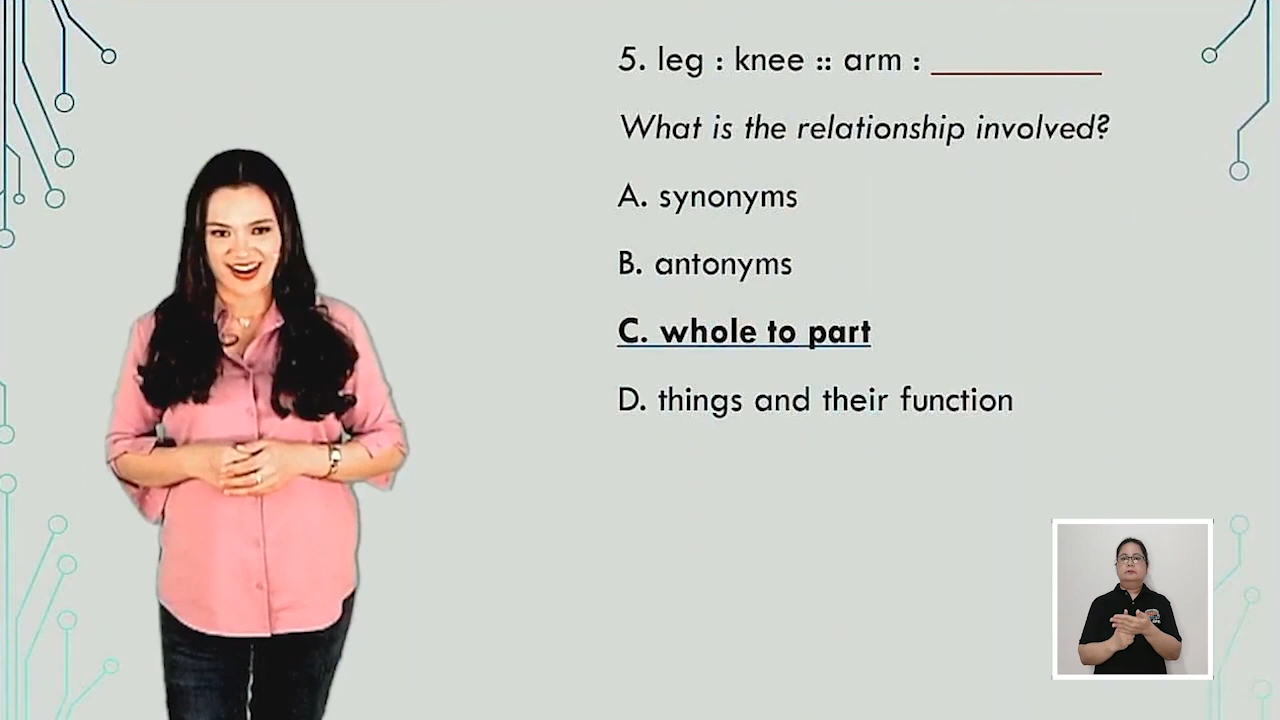 5. leg : knee :: arm : __________
What is the relationship involved?
A. synonyms
B. antonyms
C. whole to part
D. things and their function